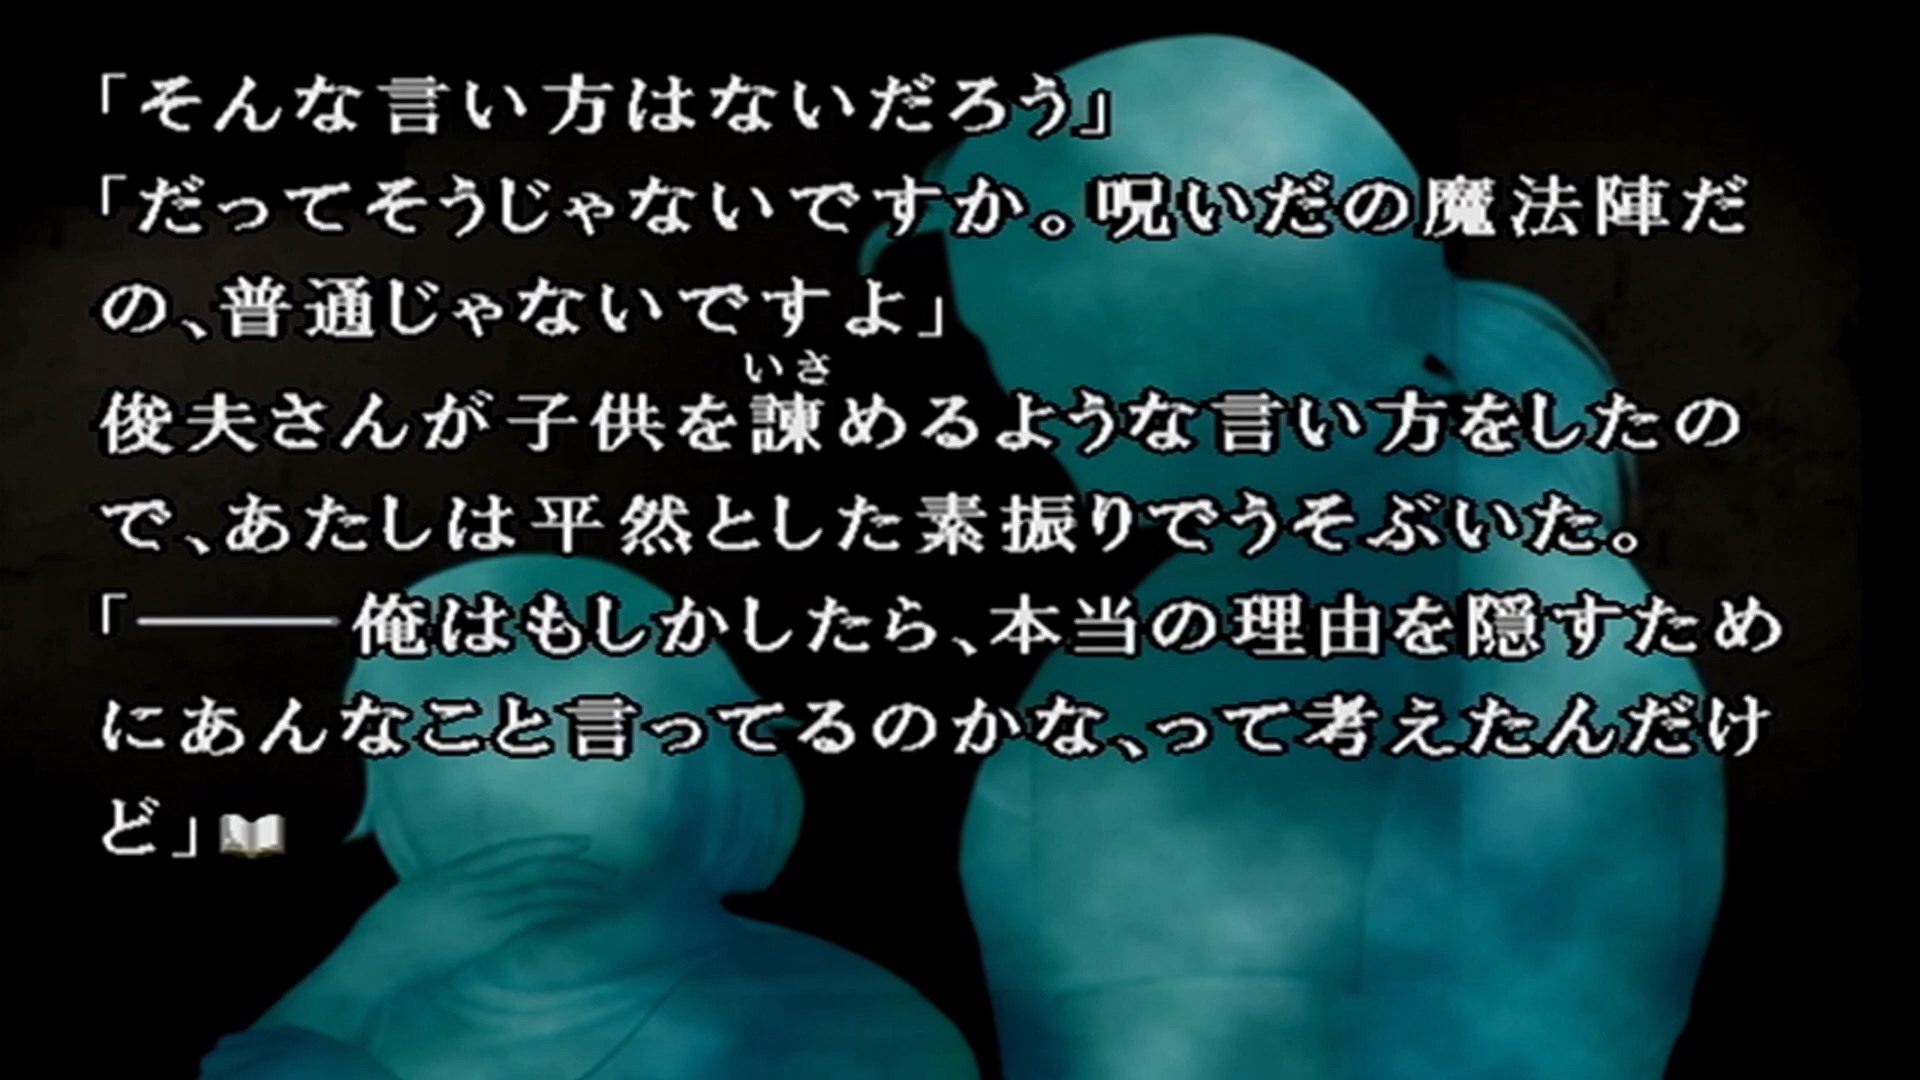 「そんな言い方はないだろう」
「だってそうじゃないですか。呪いだの魔法陣だ
の、普通じゃないですよ」
いさ
俊夫さんが子供を諫めるような言い方をしたの
で、あたしは平然とした素振りでうそぶいた。
「───俺はもしかしたら、本当の理由を隠すため
にあんなこと言ってるのかな、って考えたんだけ
ど」